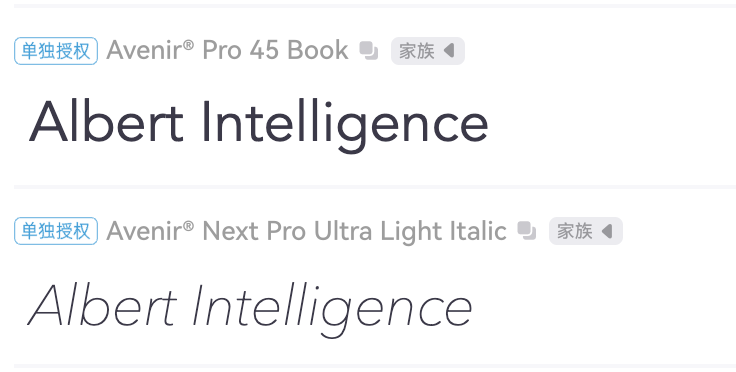 单独授权 Avenir® Pro 45 Book 家族
Albert Intelligence
单独授权 Avenir® Next Pro Ultra Light Italic 家族
Albert Intelligence